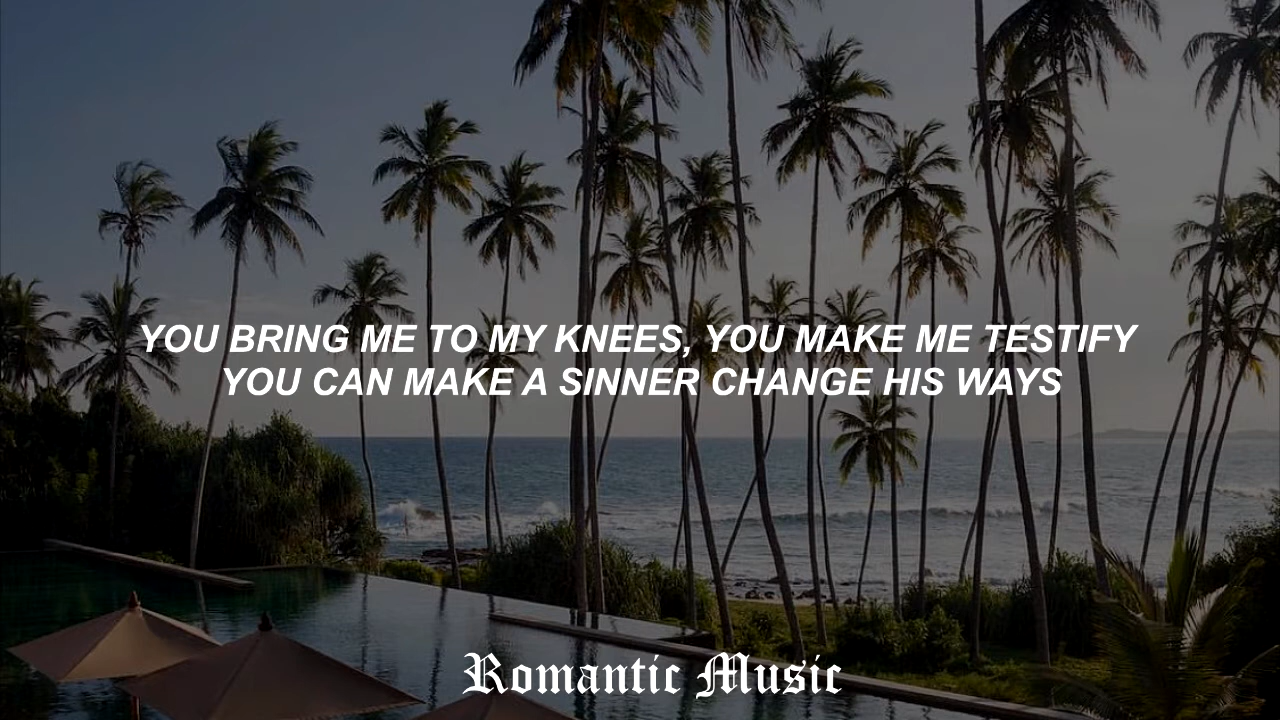 YOU BRING ME TO MY KNEES, YOU MAKE ME TESTIFY
YOU CAN MAKE A SINNER CHANGE HIS WAYS
Romantic Music